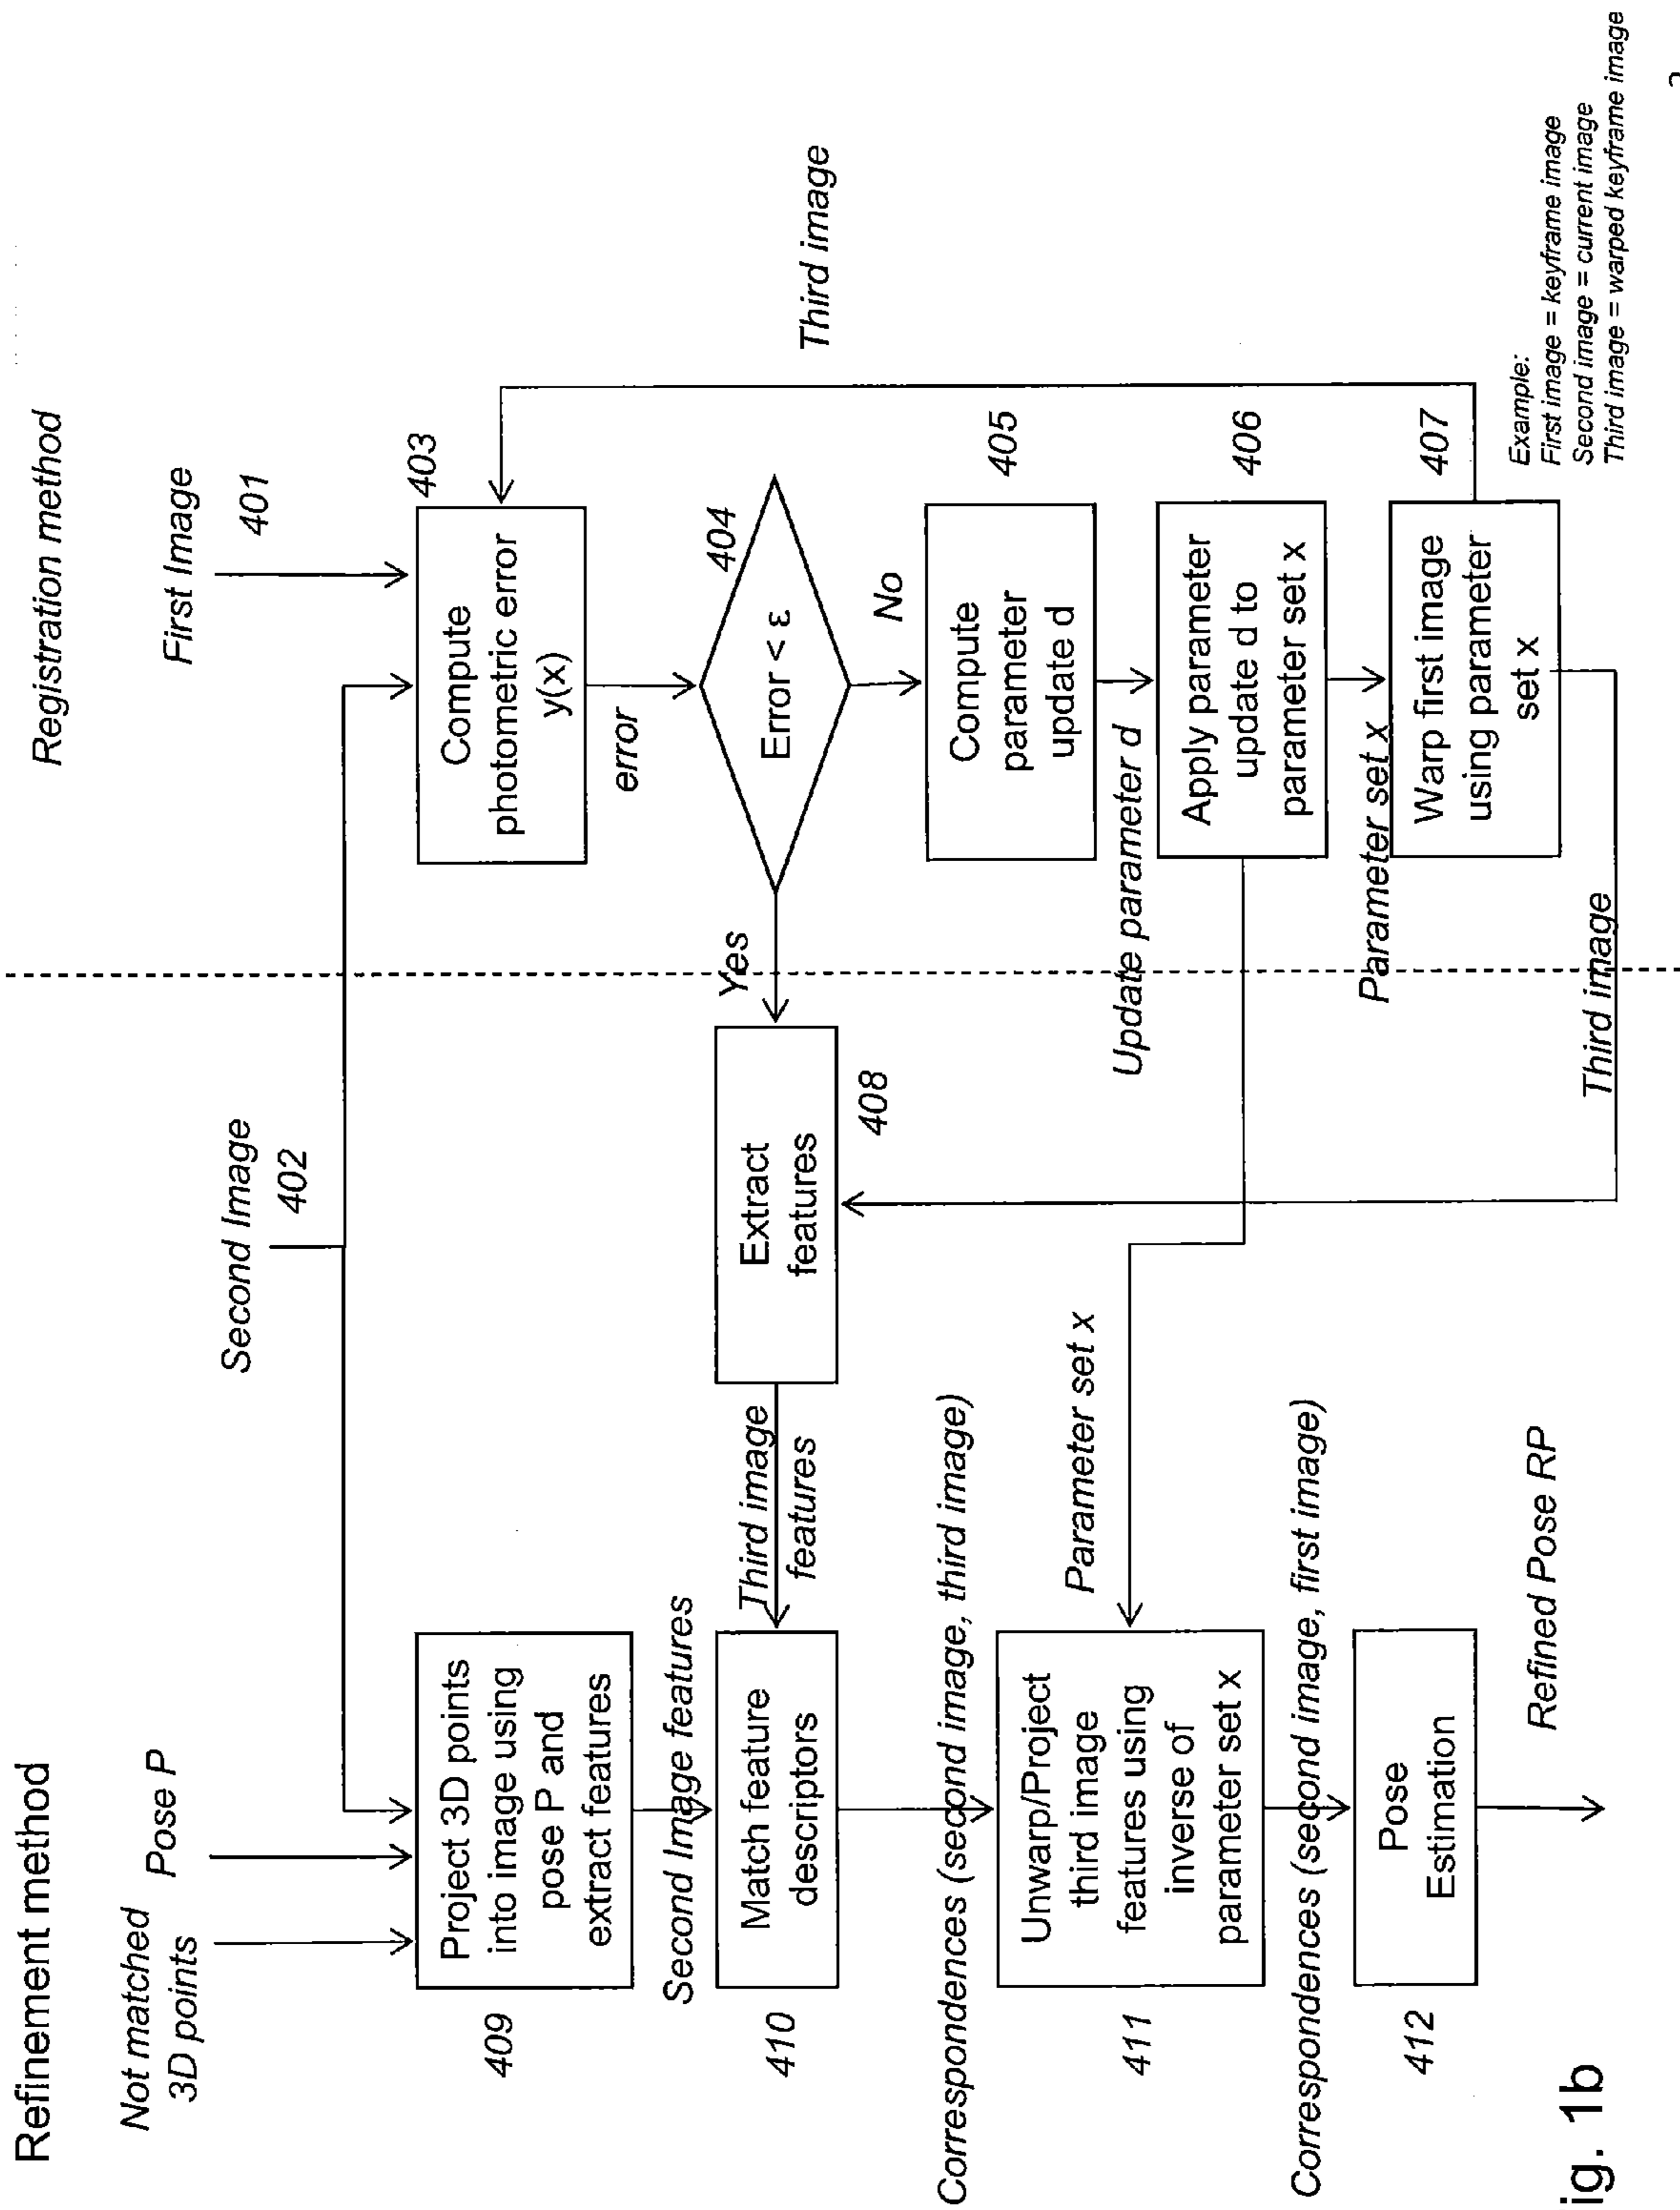 Refinement method
Registration method
Not matched
3D points
Pose P
Second Image
402
First Image
401
409
Project 3D points
into image using
pose P and
extract features
403
Compute
photometric error
y(x)
error
Third image
Second Image features
404
Error < ε
Yes
No
Extract
features
408
Third image
features
410
Match feature
descriptors
405
Compute
parameter
update d
Update parameter d
Correspondences (second image, third image)
406
Apply parameter
update d to
parameter set x
Parameter set x
Parameter set x
411
Unwarp/Project
third image
features using
inverse of
parameter set x
407
Warp first image
using parameter
set x
Third image
Correspondences (second image, first image)
412
Pose
Estimation
Refined Pose RP
Example:
First image = keyframe image
Second image = current image
Third image = warped keyframe image
ig. 1b